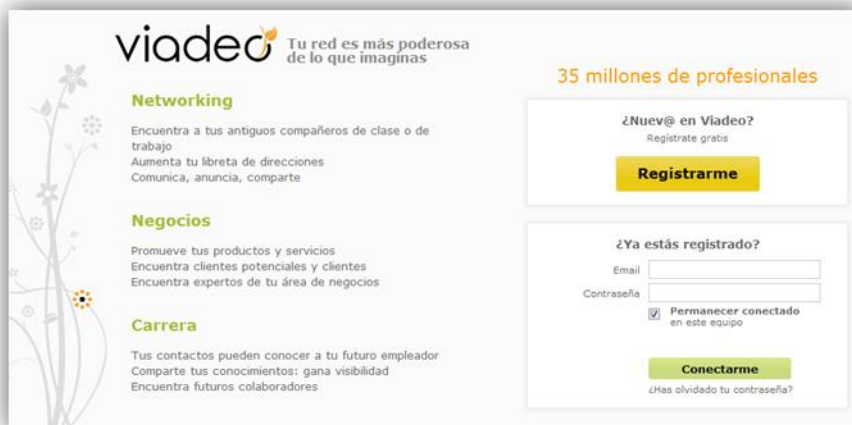 viadeo
Tu red es más poderosa
de lo que imaginas
Networking
Encuentra a tus antiguos compañeros de clase o de
trabajo
Aumenta tu libreta de direcciones
Comunica, anuncia, comparte
Negocios
Promueve tus productos y servicios
Encuentra clientes potenciales y clientes
Encuentra expertos de tu área de negocios
Carrera
Tus contactos pueden conocer a tu futuro empleador
Comparte tus conocimientos: gana visibilidad
Encuentra futuros colaboradores
35 millones de profesionales
¿Nuev@ en Viadeo?
Regístrate gratis
Registrarme
¿Ya estás registrado?
Email
Contraseña
Permanecer conectado
en este equipo
Conectarme
¿Has olvidado tu contraseña?